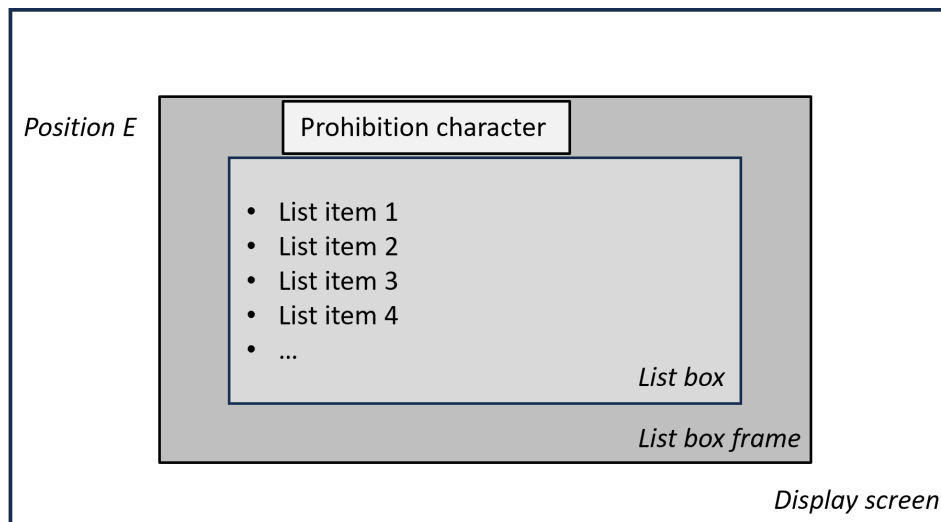 Position E
Prohibition character
• List item 1
• List item 2
• List item 3
• List item 4
• ...
List box
List box frame
Display screen